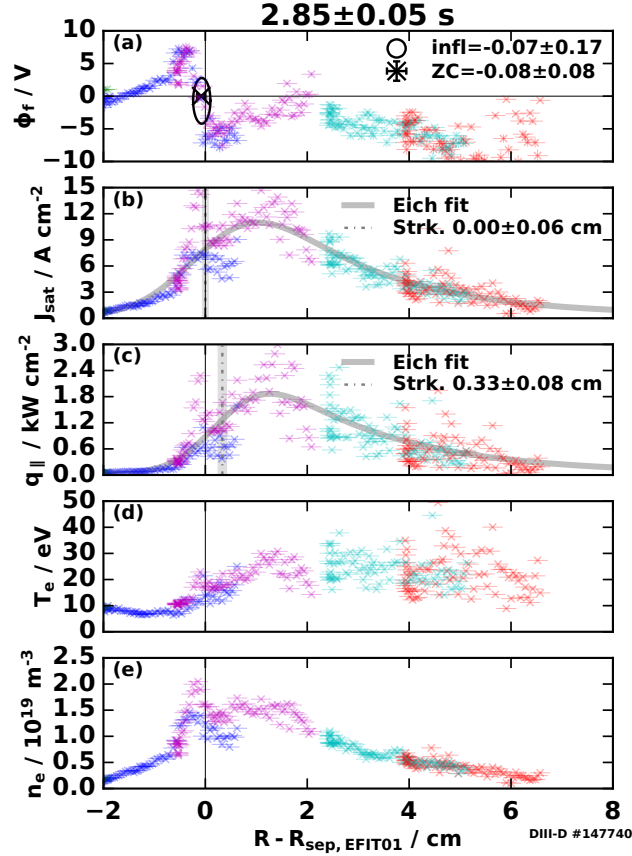 2.85±0.05 s
(a)
infl=-0.07±0.17
ZC=-0.08±0.08
10
5
0
−5
−10
ϕf / V
(b)
Eich fit
Strk. 0.00±0.06 cm
15
12
9
6
3
0
Jsat / A cm⁻²
(c)
Eich fit
Strk. 0.33±0.08 cm
3.0
2.4
1.8
1.2
0.6
0.0
q|| / kW cm⁻²
(d)
50
40
30
20
10
0
Te / eV
(e)
2.5
2.0
1.5
1.0
0.5
0.0
ne / 10¹⁹ m⁻³
−2 0 2 4 6 8
R - Rsep, EFIT01 / cm
DIII-D #147740